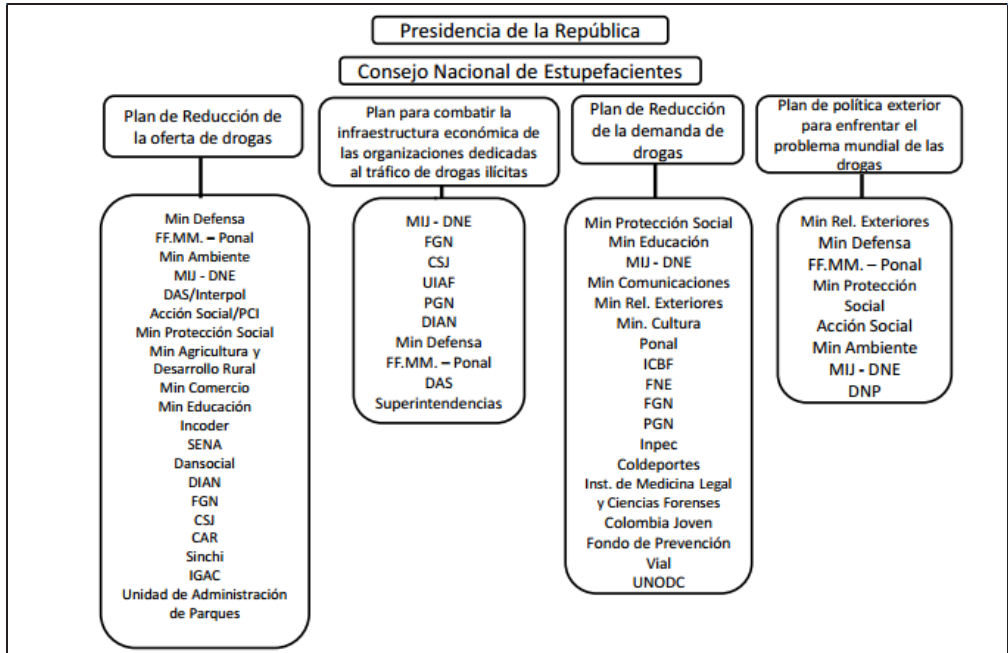 Presidencia de la República
Consejo Nacional de Estupefacientes
Plan de Reducción de
la oferta de drogas
Min Defensa
FF.MM. – Ponal
Min Ambiente
MIJ - DNE
DAS/Interpol
Acción Social/PCI
Min Protección Social
Min Agricultura y
Desarrollo Rural
Min Comercio
Min Educación
Incoder
SENA
Dansocial
DIAN
FGN
CSJ
CAR
Sinchi
IGAC
Unidad de Administración
de Parques
Plan para combatir la
infraestructura económica de
las organizaciones dedicadas
al tráfico de drogas ilícitas
MIJ - DNE
FGN
CSJ
UIAF
PGN
DIAN
Min Defensa
FF.MM. – Ponal
DAS
Superintendencias
Plan de Reducción
de la demanda de
drogas
Min Protección Social
Min Educación
MIJ - DNE
Min Comunicaciones
Min Rel. Exteriores
Min. Cultura
Ponal
ICBF
FNE
FGN
PGN
Inpec
Coldeportes
Inst. de Medicina Legal
y Ciencias Forenses
Colombia Joven
Fondo de Prevención
Vial
UNODC
Plan de política exterior
para enfrentar el
problema mundial de las
drogas
Min Rel. Exteriores
Min Defensa
FF.MM. – Ponal
Min Protección
Social
Acción Social
Min Ambiente
MIJ - DNE
DNP